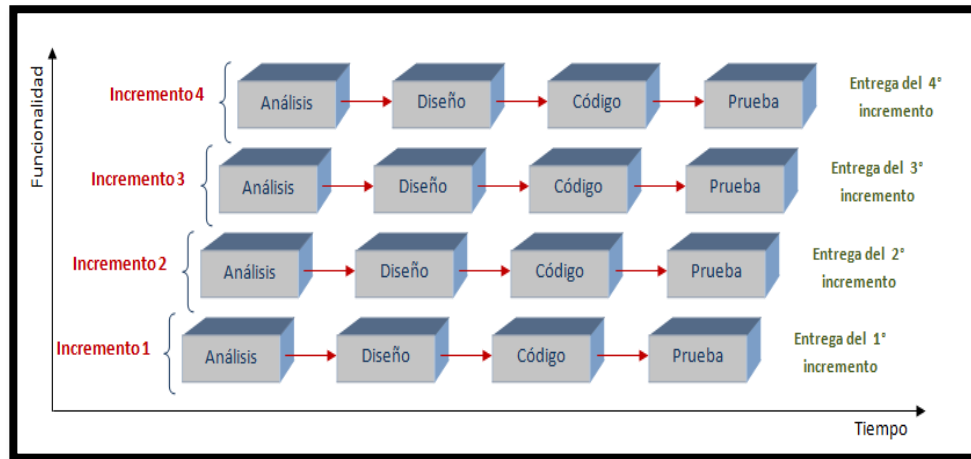 Funcionalidad
Incremento 4
Análisis
Diseño
Código
Prueba
Entrega del 4°
incremento
Incremento 3
Análisis
Diseño
Código
Prueba
Entrega del 3°
incremento
Incremento 2
Análisis
Diseño
Código
Prueba
Entrega del 2°
incremento
Incremento 1
Análisis
Diseño
Código
Prueba
Entrega del 1°
incremento
Tiempo